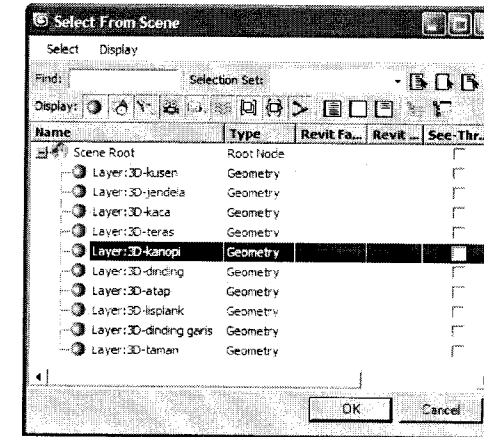 Select From Scene
Select Display
Find: Selection Set:
Display:
Name Type Revit Fa... Revit ... See-Thr...
Scene Root Root Node
Layer:3D-kusen Geometry
Layer:3D-jendela Geometry
Layer:3D-kaca Geometry
Layer:3D-teras Geometry
Layer:3D-kanopi Geometry
Layer:3D-dinding Geometry
Layer:3D-atap Geometry
Layer:3D-lisplank Geometry
Layer:3D-dinding garis Geometry
Layer:3D-taman Geometry
OK Cancel